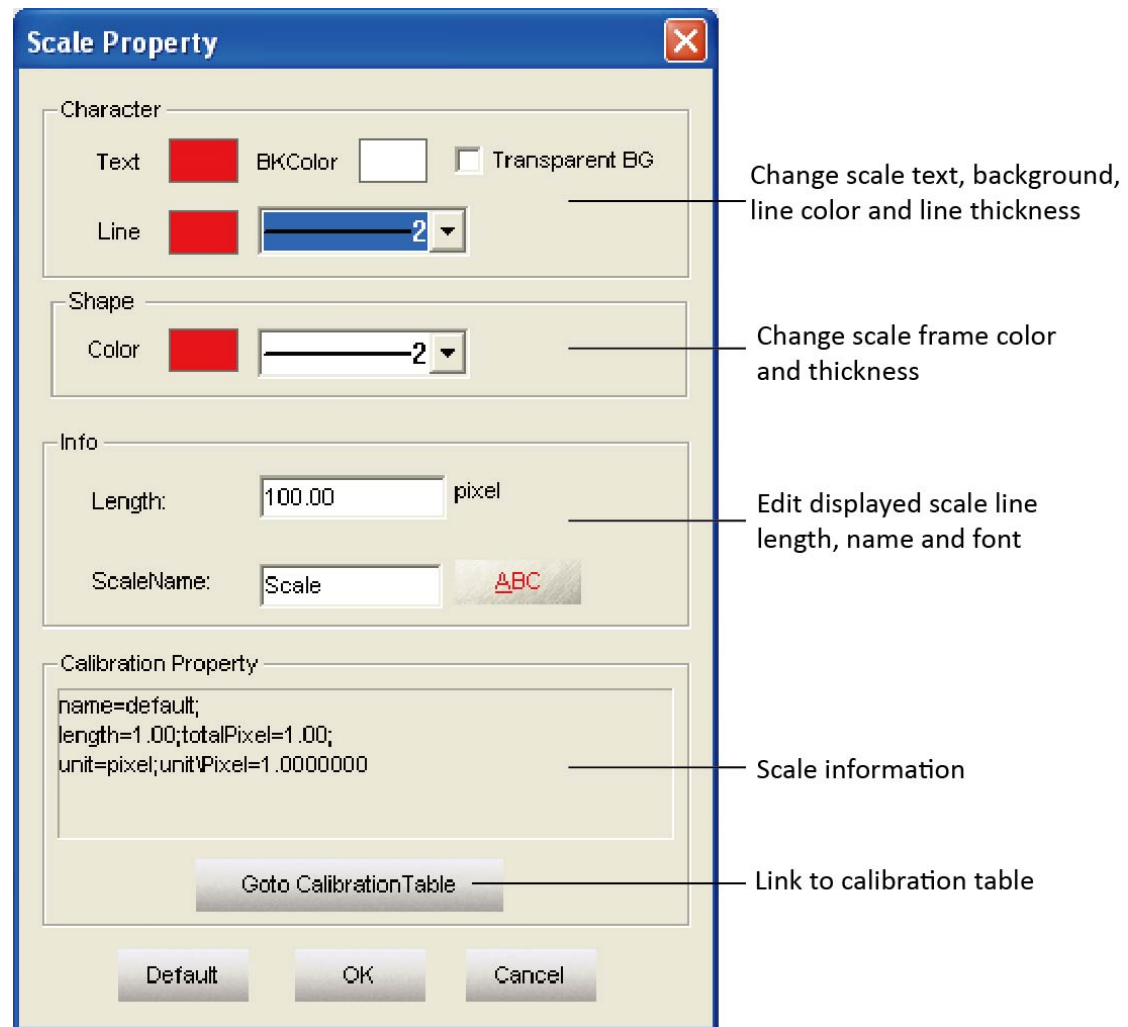 Scale Property
Character
Text BKColor Transparent BG
Change scale text, background,
line color and line thickness
Line 2
Shape
Color 2
Change scale frame color
and thickness
Info
Length: 100.00 pixel
Edit displayed scale line
length, name and font
ScaleName: Scale ABC
Calibration Property
name=default;
length=1.00;totalPixel=1.00;
unit=pixel;unit\Pixel=1.0000000
Scale information
Goto CalibrationTable
Link to calibration table
Default OK Cancel